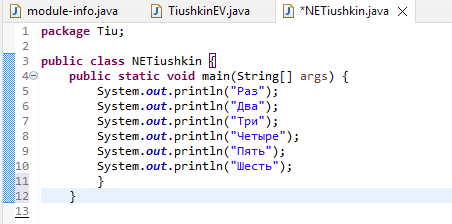 module-info.java TiushkinEV.java *NETiushkin.java
1 package Tiu;
2
3 public class NETiushkin {
4 public static void main(String[] args) {
5 System.out.println("Раз");
6 System.out.println("Два");
7 System.out.println("Три");
8 System.out.println("Четыре");
9 System.out.println("Пять");
10 System.out.println("Шесть");
11 }
12 }
13